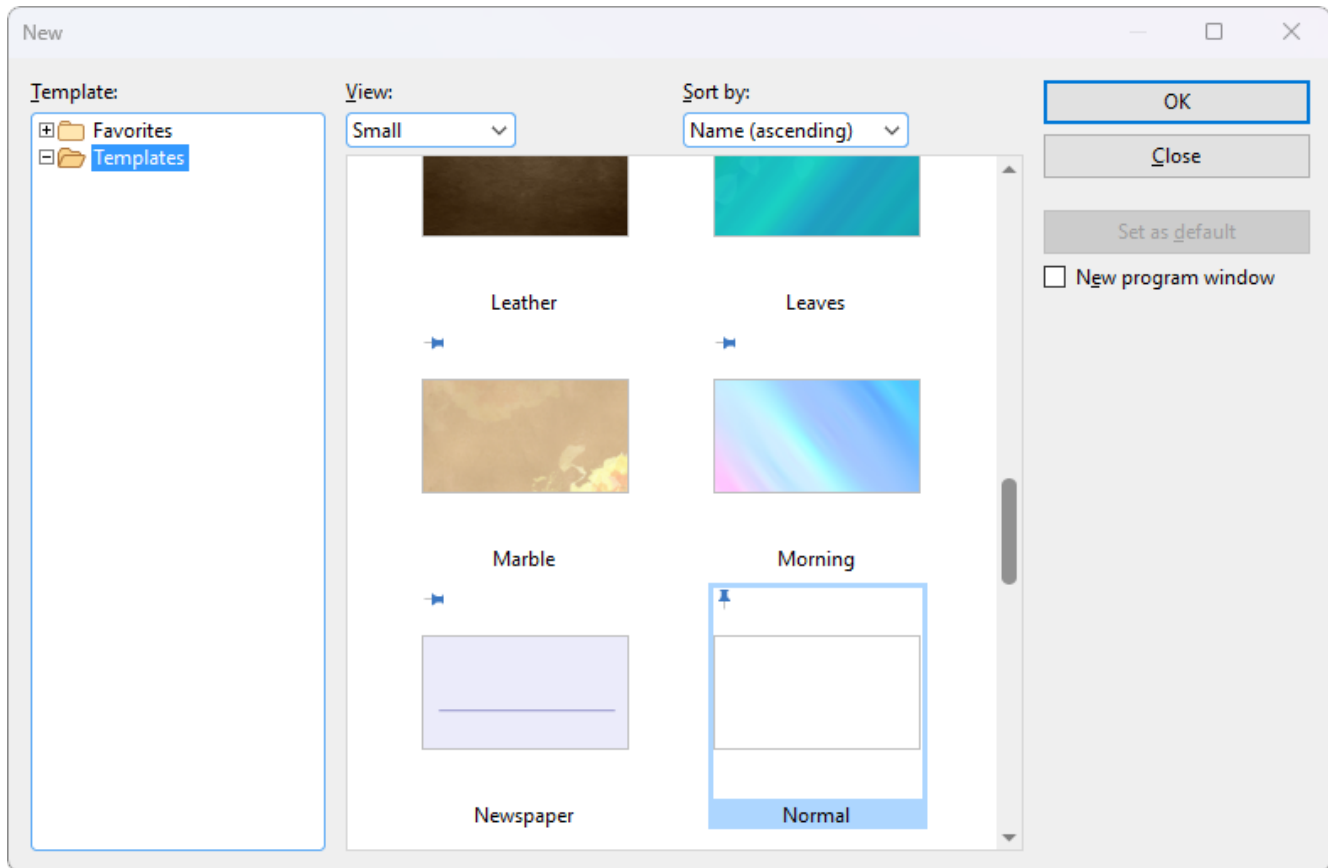 New
Template:
View:
Sort by:
OK
Favorites
Small
Name (ascending)
Templates
Close
Set as default
New program window
Leather
Leaves
Marble
Morning
Newspaper
Normal